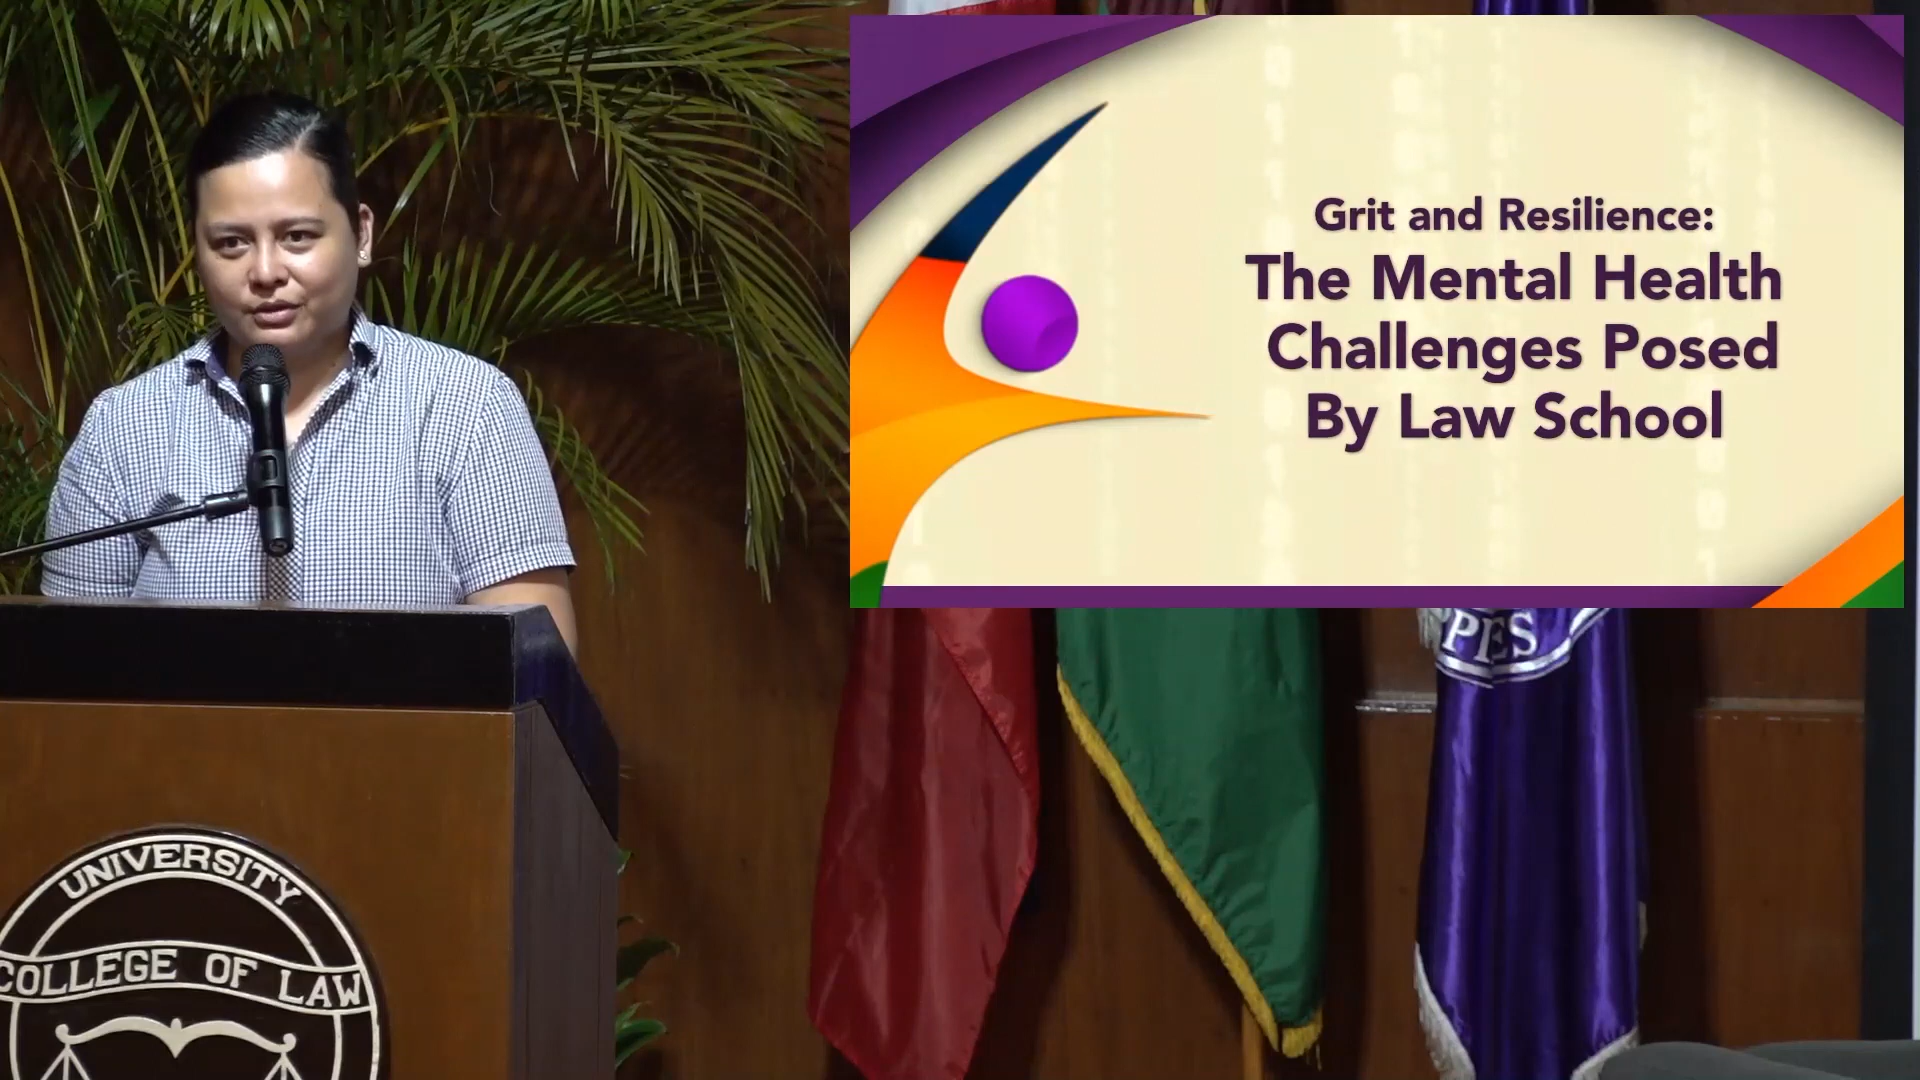 Grit and Resilience:
The Mental Health
Challenges Posed
By Law School
PES
UNIVERSITY
COLLEGE OF LAW